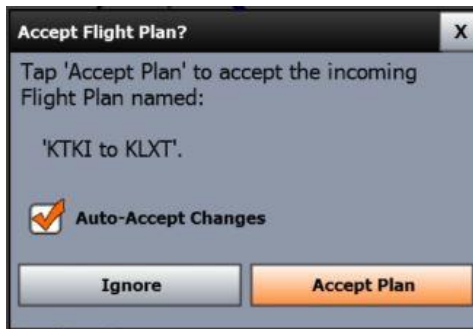 Accept Flight Plan?
X
Tap 'Accept Plan' to accept the incoming
Flight Plan named:
'KTKI to KLXT'.
Auto-Accept Changes
Ignore
Accept Plan